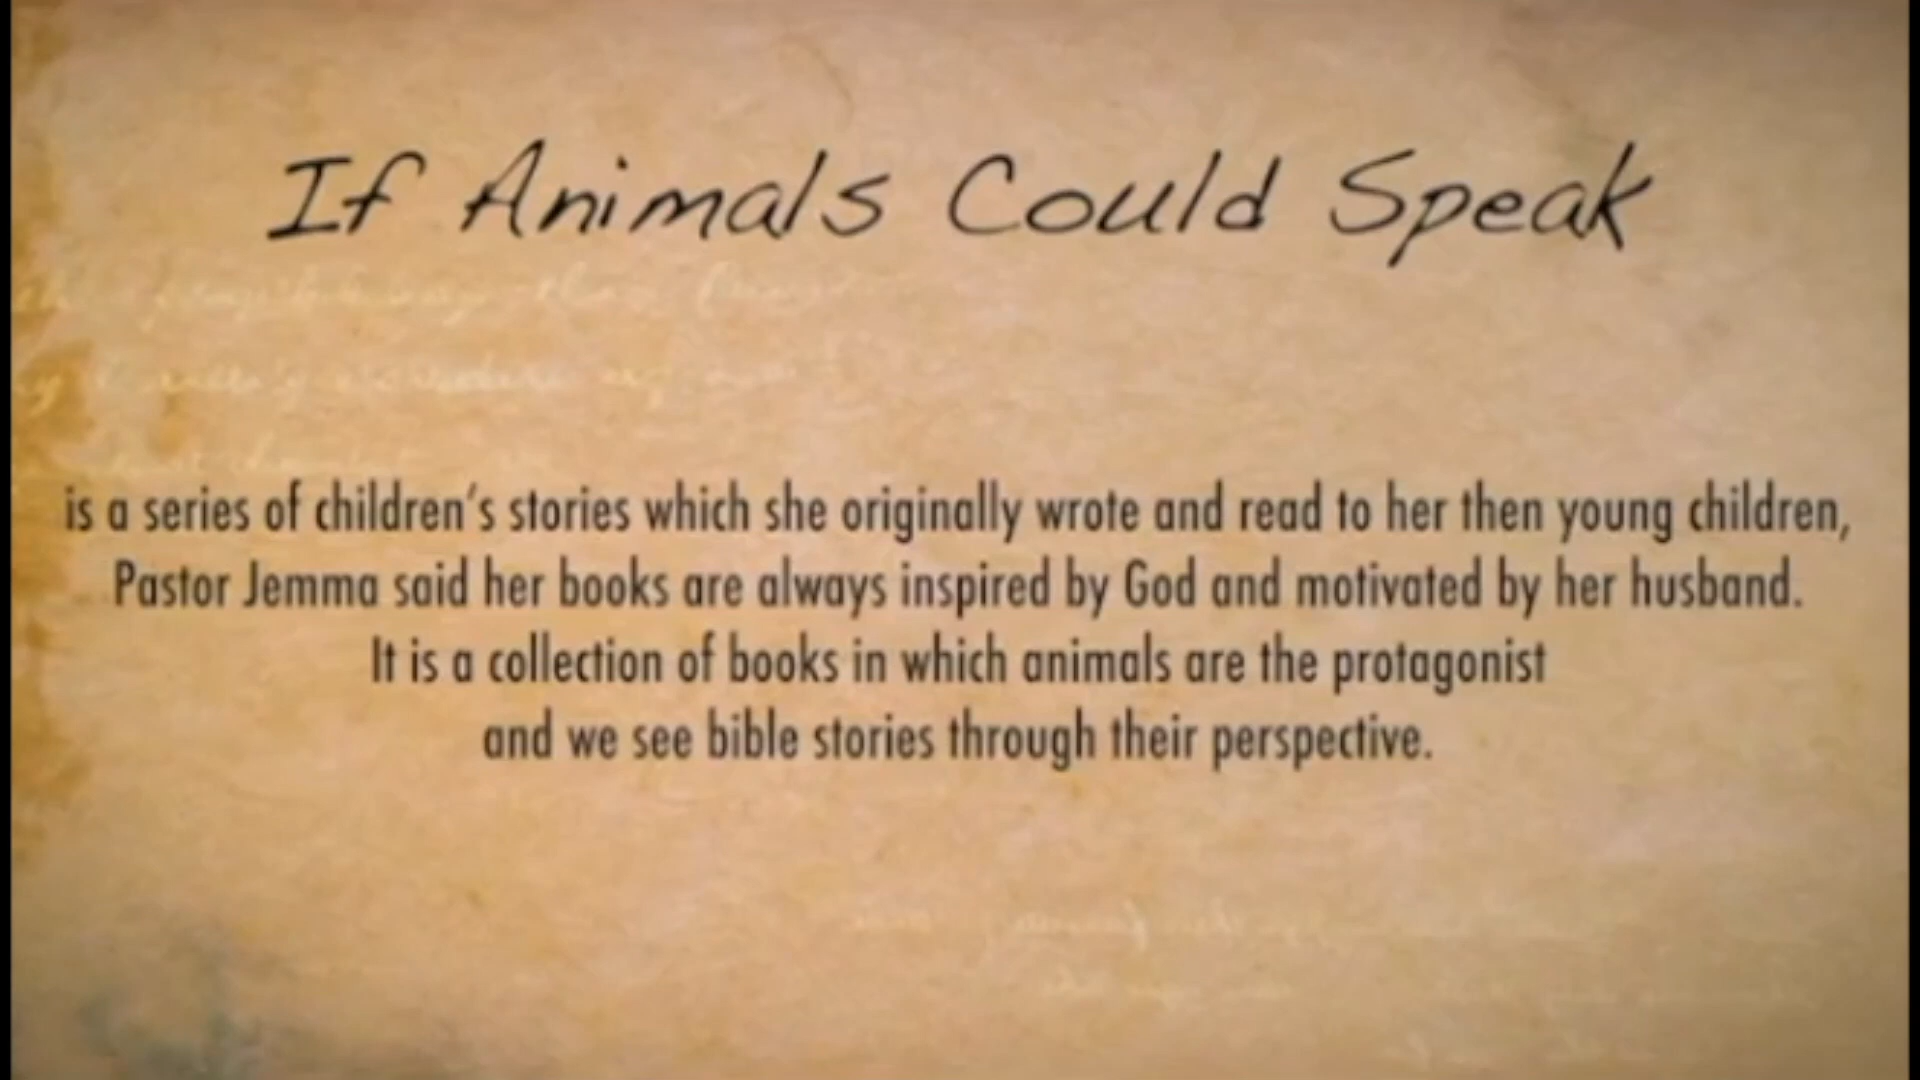 If Animals Could Speak
is a series of children's stories which she originally wrote and read to her then young children,
Pastor Jemma said her books are always inspired by God and motivated by her husband.
It is a collection of books in which animals are the protagonist
and we see bible stories through their perspective.